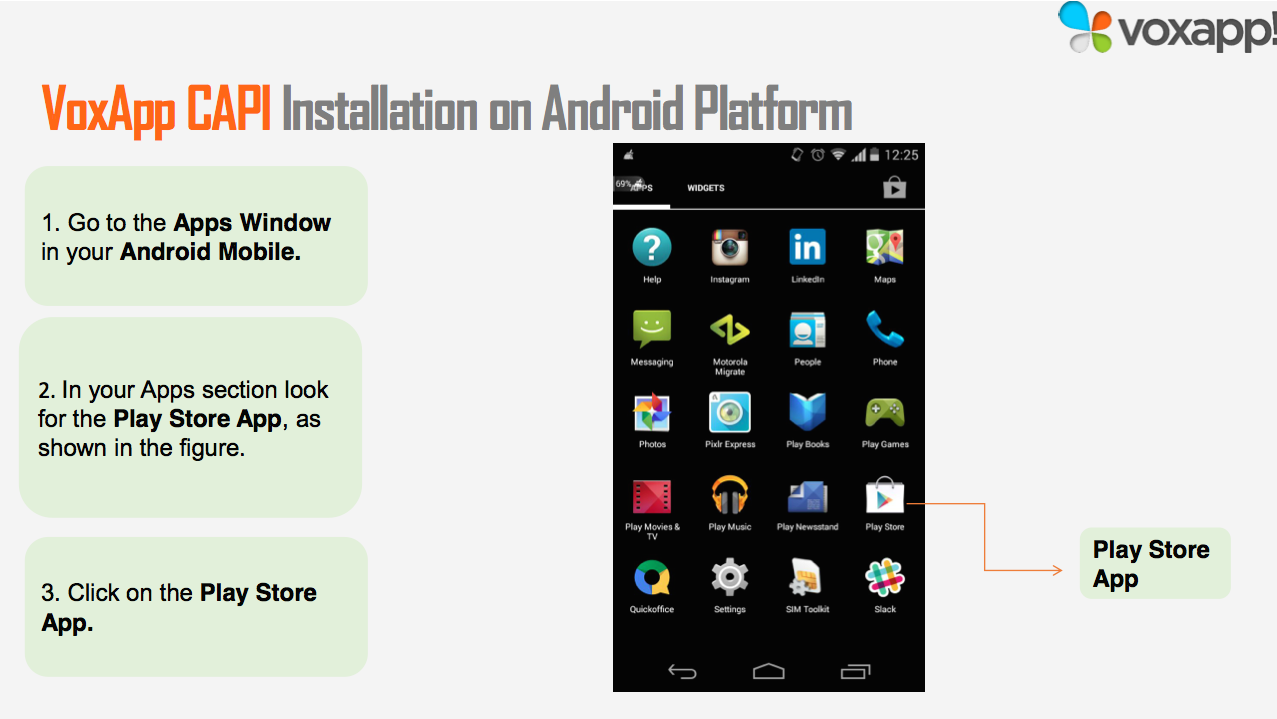 voxapp!
VoxApp CAPI Installation on Android Platform
1. Go to the Apps Window
in your Android Mobile.
2. In your Apps section look
for the Play Store App, as
shown in the figure.
3. Click on the Play Store
App.
12:25
69%
WIDGETS
Help
Instagram
LinkedIn
Maps
Messaging
Motorola
Migrate
People
Phone
Photos
Pixlr Express
Play Books
Play Games
Play Movies &
TV
Play Music
Play Newsstand
Play Store
Quickoffice
Settings
SIM Toolkit
Slack
Play Store
App